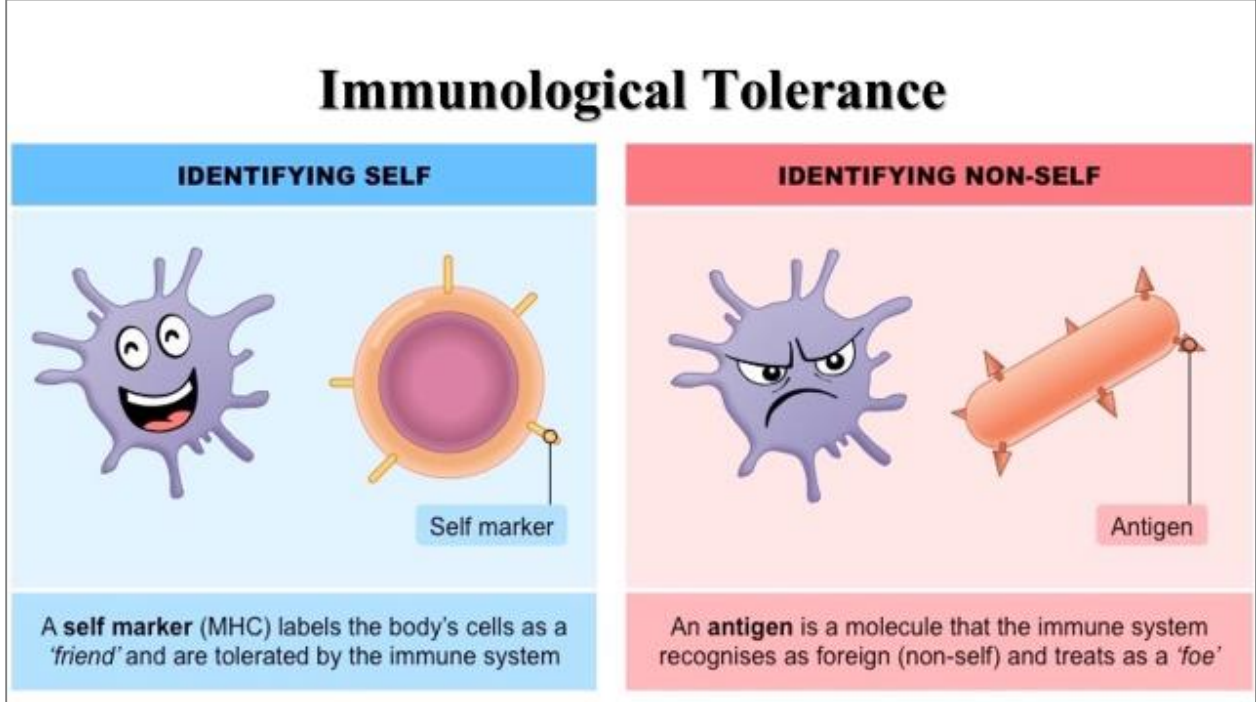 Immunological Tolerance
IDENTIFYING SELF
Self marker
A self marker (MHC) labels the body's cells as a
'friend' and are tolerated by the immune system
IDENTIFYING NON-SELF
Antigen
An antigen is a molecule that the immune system
recognises as foreign (non-self) and treats as a 'foe'